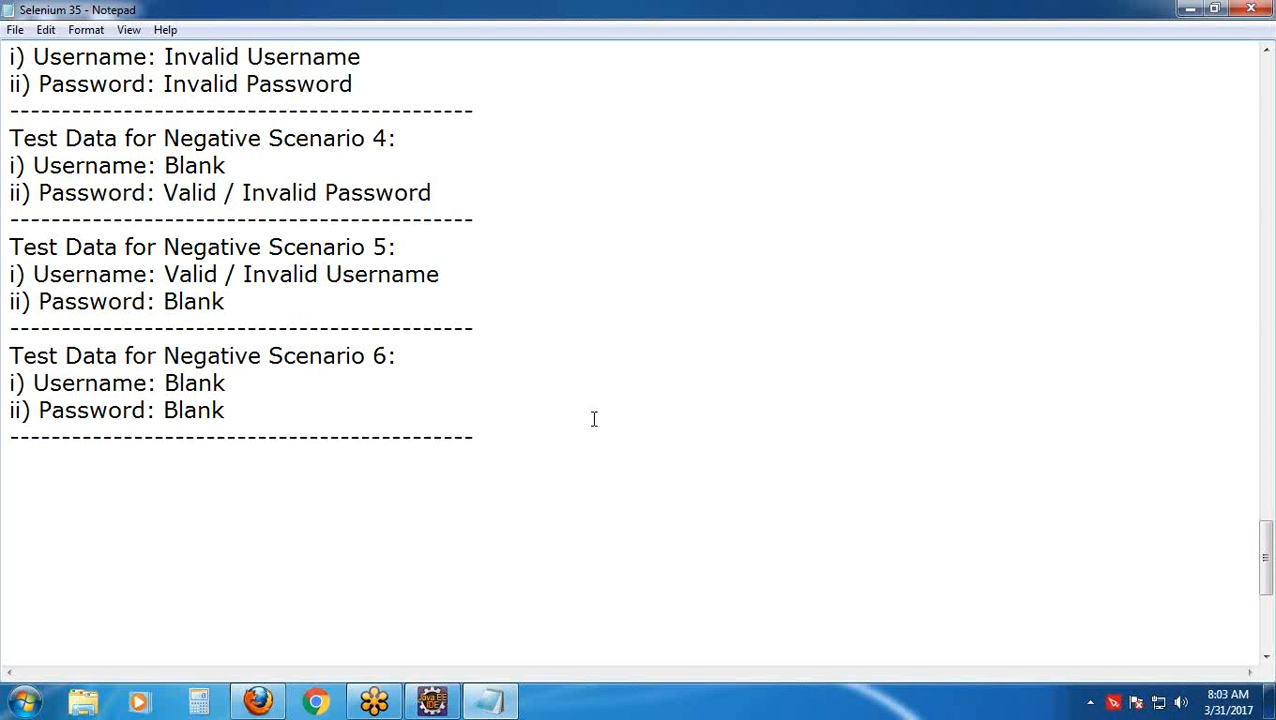 Selenium 35 - Notepad
File Edit Format View Help
i) Username: Invalid Username
ii) Password: Invalid Password
---------------------------------------------
Test Data for Negative Scenario 4:
i) Username: Blank
ii) Password: Valid / Invalid Password
---------------------------------------------
Test Data for Negative Scenario 5:
i) Username: Valid / Invalid Username
ii) Password: Blank
---------------------------------------------
Test Data for Negative Scenario 6:
i) Username: Blank
ii) Password: Blank
---------------------------------------------
Java EE
IDE
8:03 AM
3/31/2017